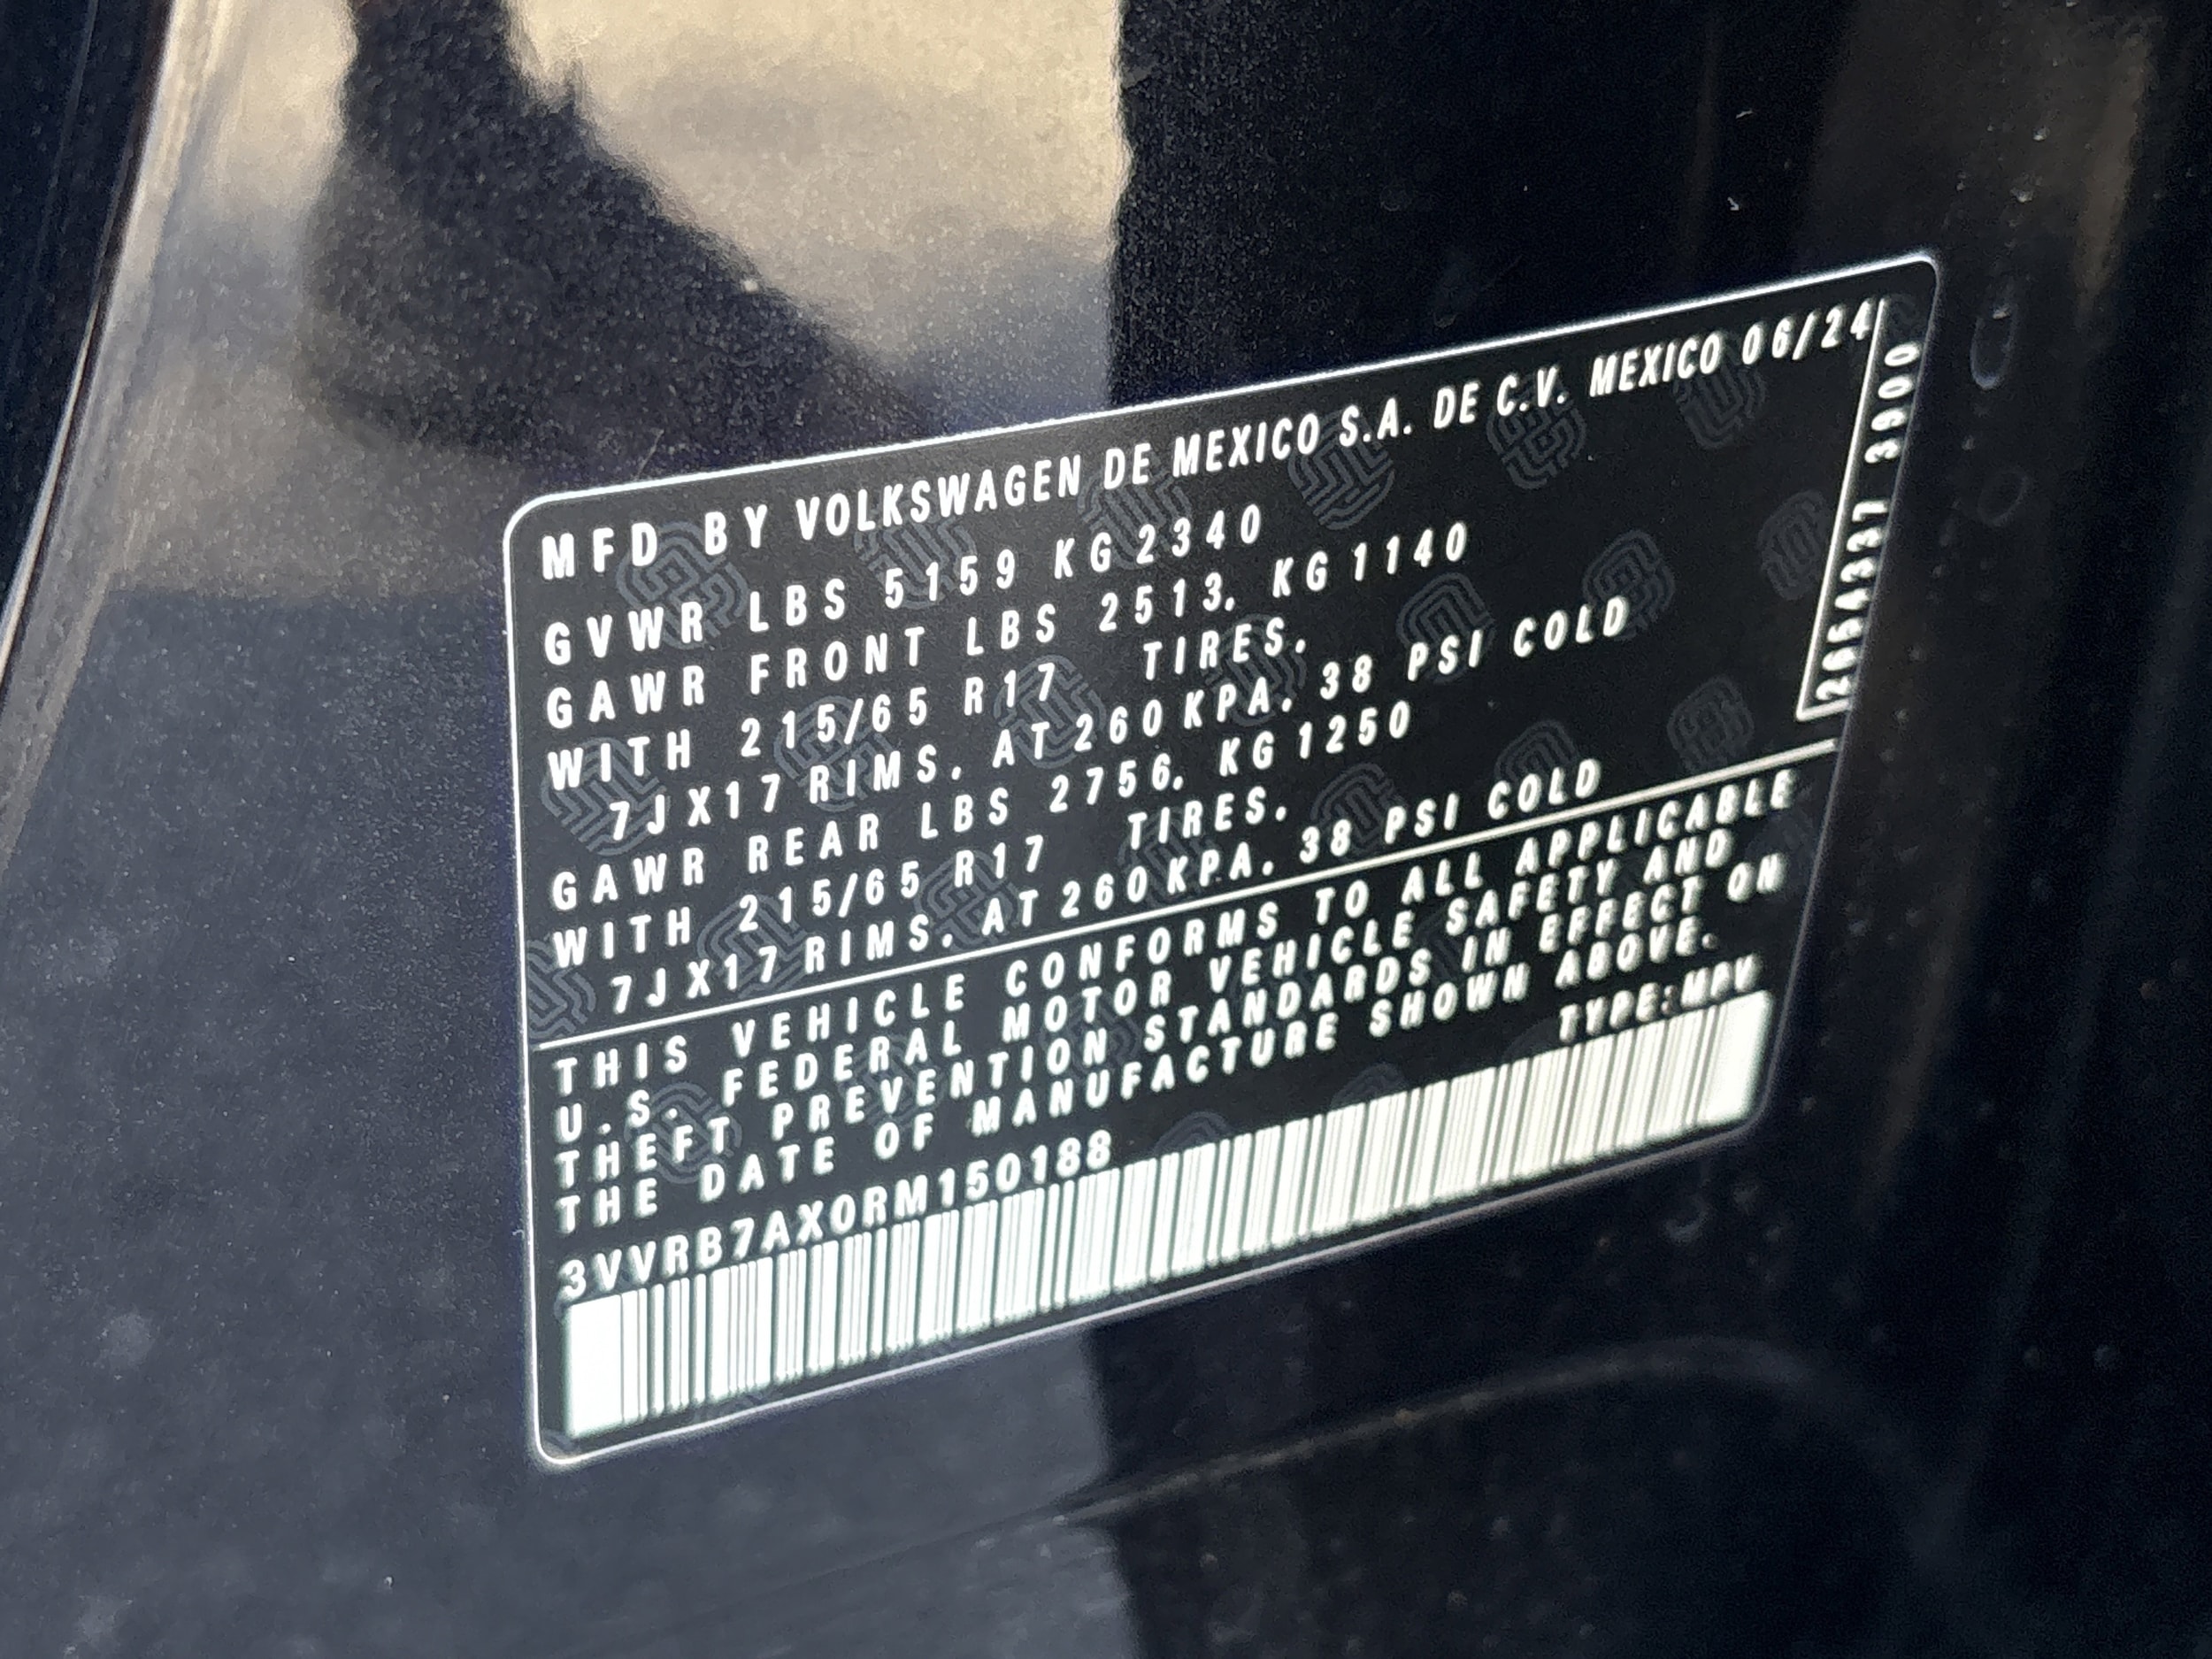 MFD BY VOLKSWAGEN DE MEXICO S.A. DE C.V. MEXICO 06/24
GVWR LBS 5159 KG 2340
GAWR FRONT LBS 2513. KG 1140
WITH 215/65 R17 TIRES.
7JX17 RIMS. AT 260 KPA. 38 PSI COLD
GAWR REAR LBS 2756. KG 1250
WITH 215/65 R17 TIRES.
7JX17 RIMS. AT 260 KPA. 38 PSI COLD
2664337 3900
THIS VEHICLE CONFORMS TO ALL APPLICABLE
U.S. FEDERAL MOTOR VEHICLE SAFETY AND
THEFT PREVENTION STANDARDS IN EFFECT ON
THE DATE OF MANUFACTURE SHOWN ABOVE.
TYPE:MPV
3VVRB7AX0RM150188